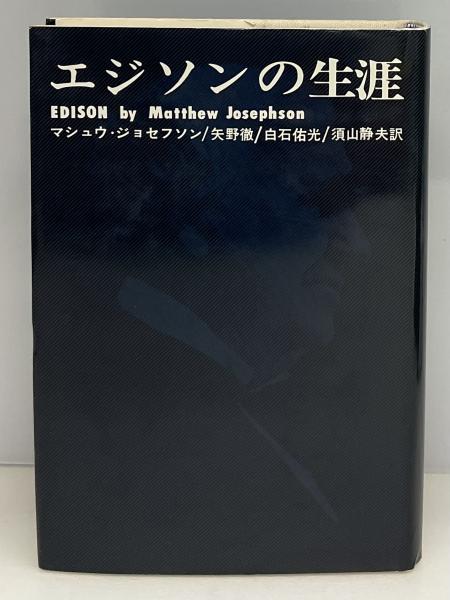 エジソンの生涯
EDISON by Matthew Josephson
マシュウ・ジョセフソン/矢野徹/白石佑光/須山静夫訳